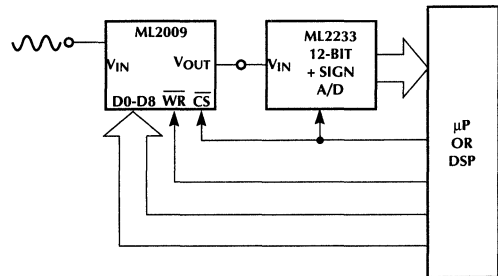 ML2009
VIN
VOUT
D0-D8 WR CS
VIN
ML2233
12-BIT
+ SIGN
A/D
µP
OR
DSP